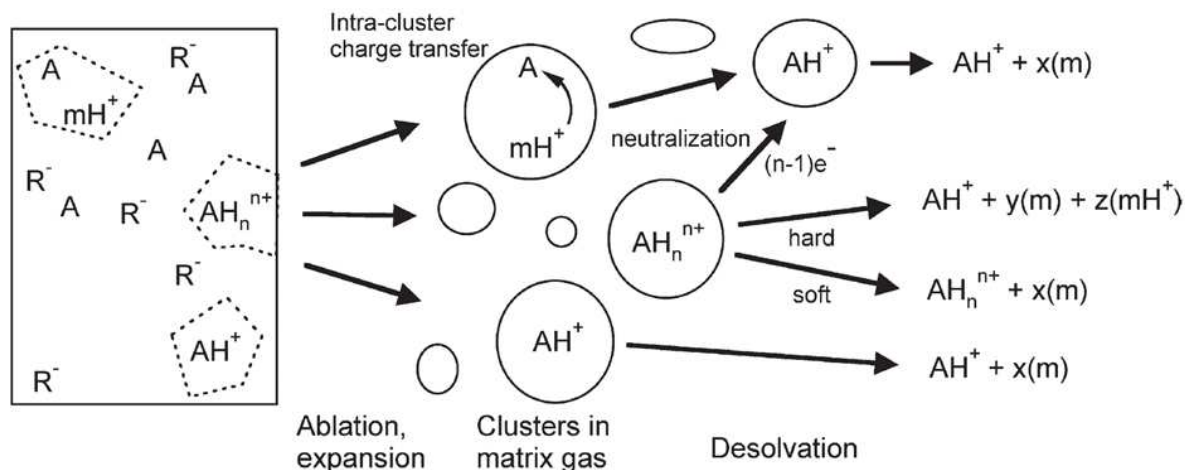 A
mH⁺
R⁻
A
A
R⁻
A
R⁻
AHₙⁿ⁺
R⁻
AH⁺
R⁻
Intra-cluster
charge transfer
A
mH⁺
neutralization
AH⁺
AH⁺ + x(m)
(n-1)e⁻
AHₙⁿ⁺
hard
AH⁺ + y(m) + z(mH⁺)
soft
AHₙⁿ⁺ + x(m)
AH⁺
AH⁺ + x(m)
Ablation,
expansion
Clusters in
matrix gas
Desolvation